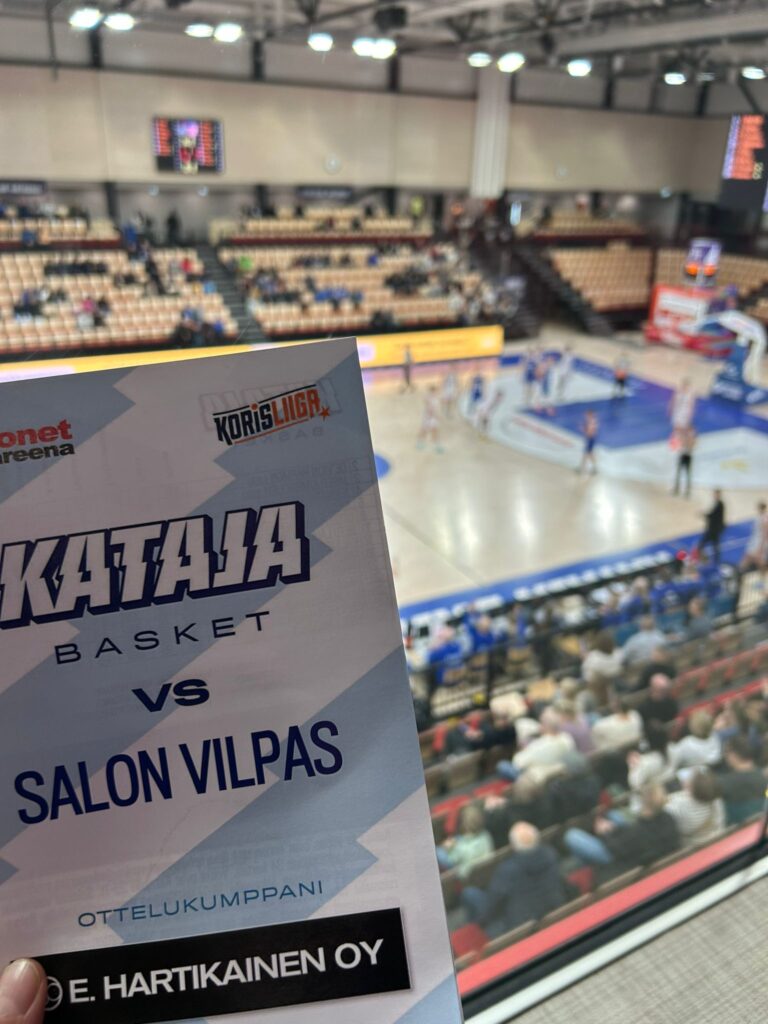 onet
areena
KORiSLIIGA
KATAJA
BASKET
VS
SALON VILPAS
OTTELUKUMPPANI
E. HARTIKAINEN OY